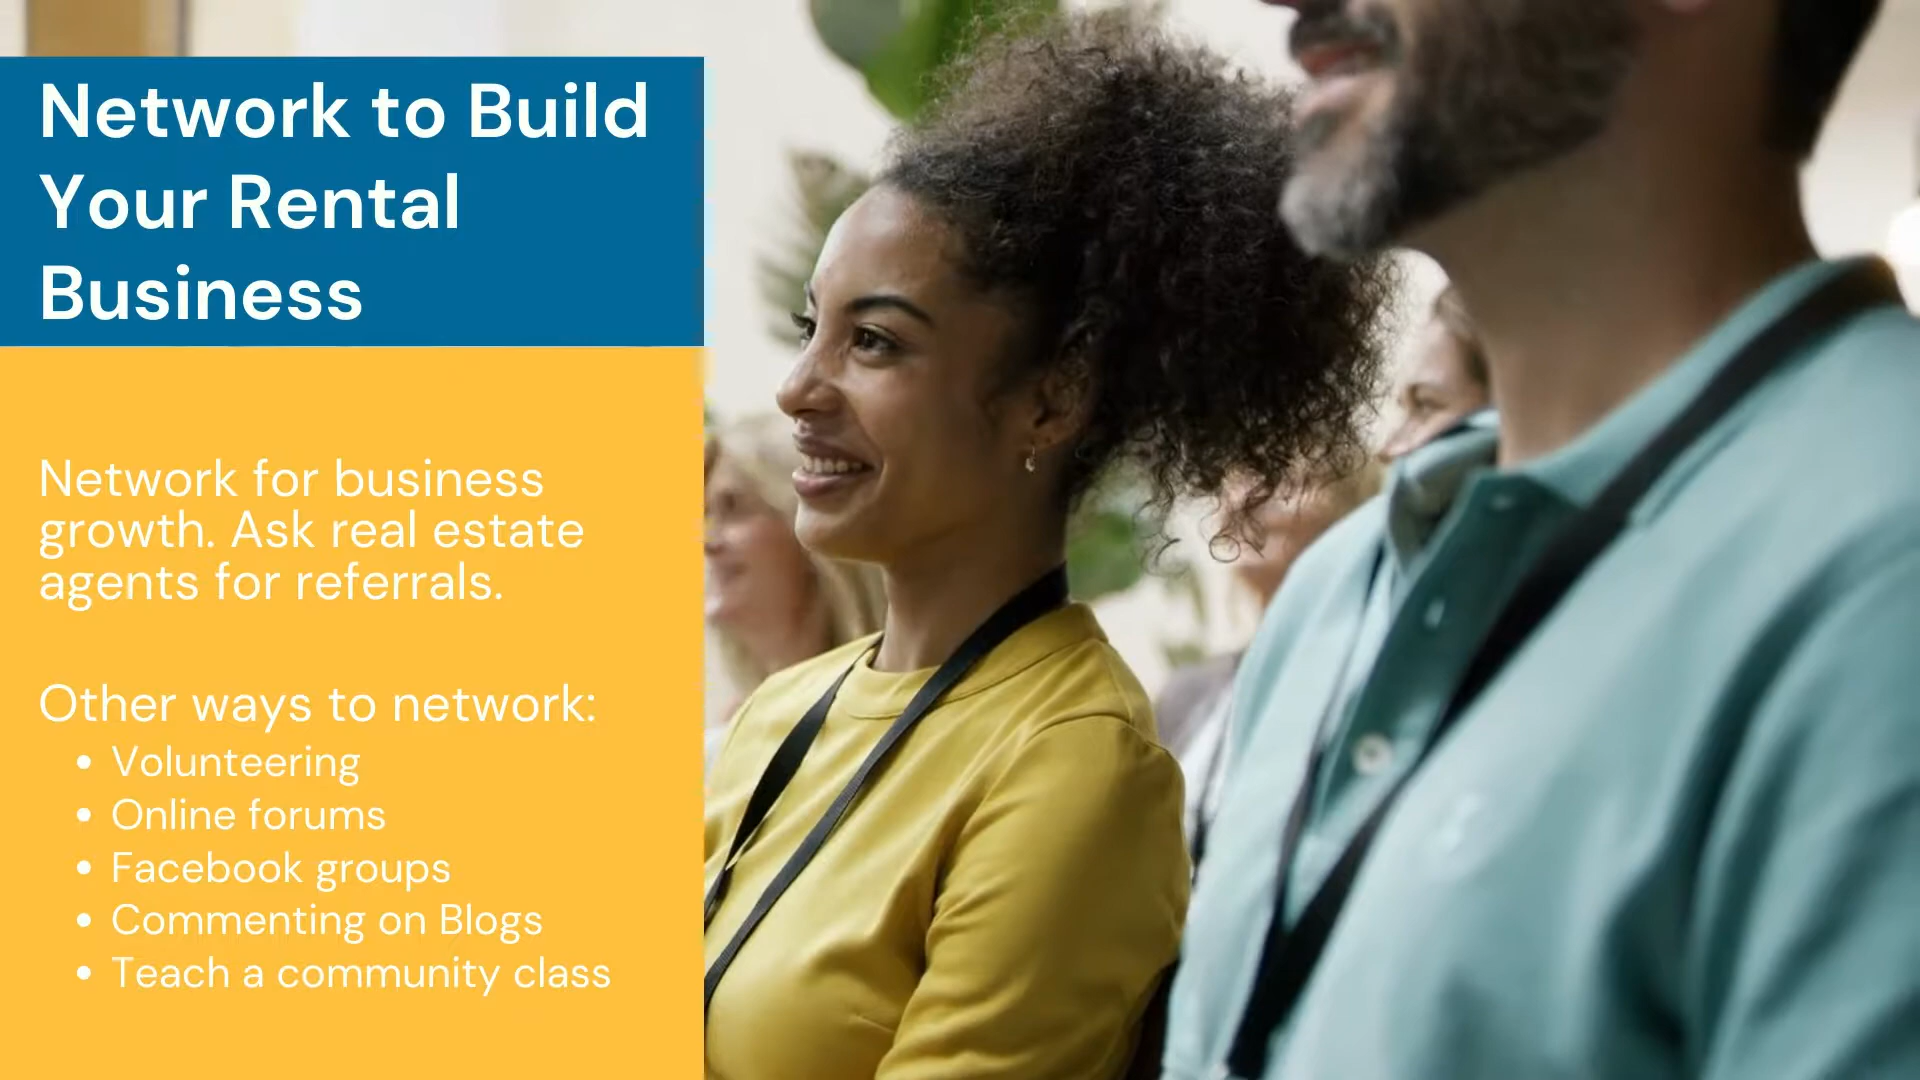 Network to Build
Your Rental
Business
Network for business
growth. Ask real estate
agents for referrals.
Other ways to network:
• Volunteering
• Online forums
• Facebook groups
• Commenting on Blogs
• Teach a community class